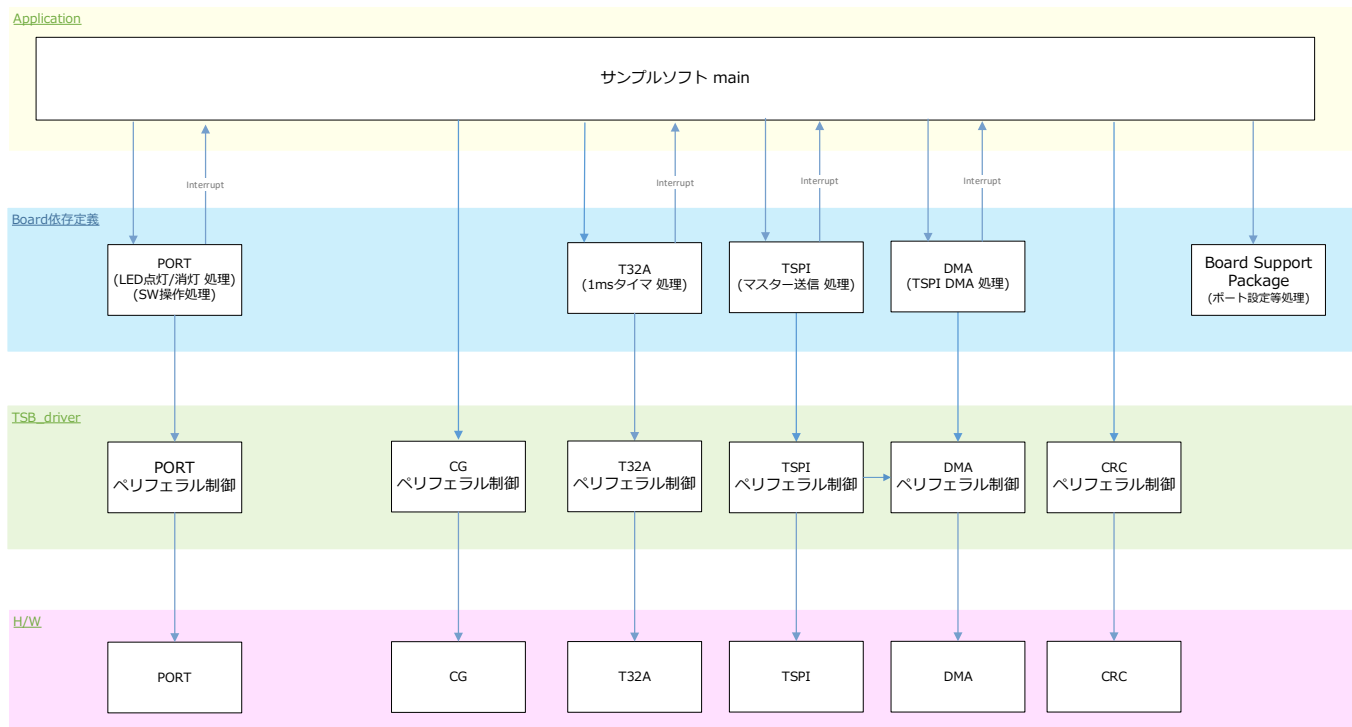 Application
サンプルソフト main
Interrupt
Interrupt
Interrupt
Interrupt
Board依存定義
PORT
(LED点灯/消灯 処理)
(SW操作処理)
T32A
(1msタイマ 処理)
TSPI
(マスター送信 処理)
DMA
(TSPI DMA 処理)
Board Support
Package
(ポート設定等処理)
TSB_driver
PORT
ペリフェラル制御
CG
ペリフェラル制御
T32A
ペリフェラル制御
TSPI
ペリフェラル制御
DMA
ペリフェラル制御
CRC
ペリフェラル制御
H/W
PORT
CG
T32A
TSPI
DMA
CRC